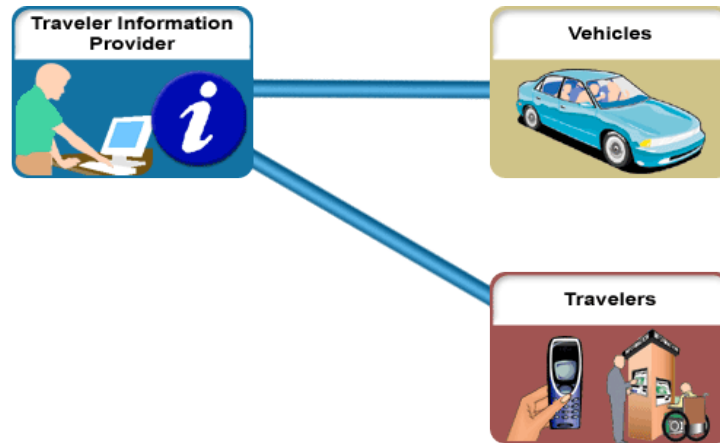 Traveler Information
Provider
Vehicles
i
Travelers